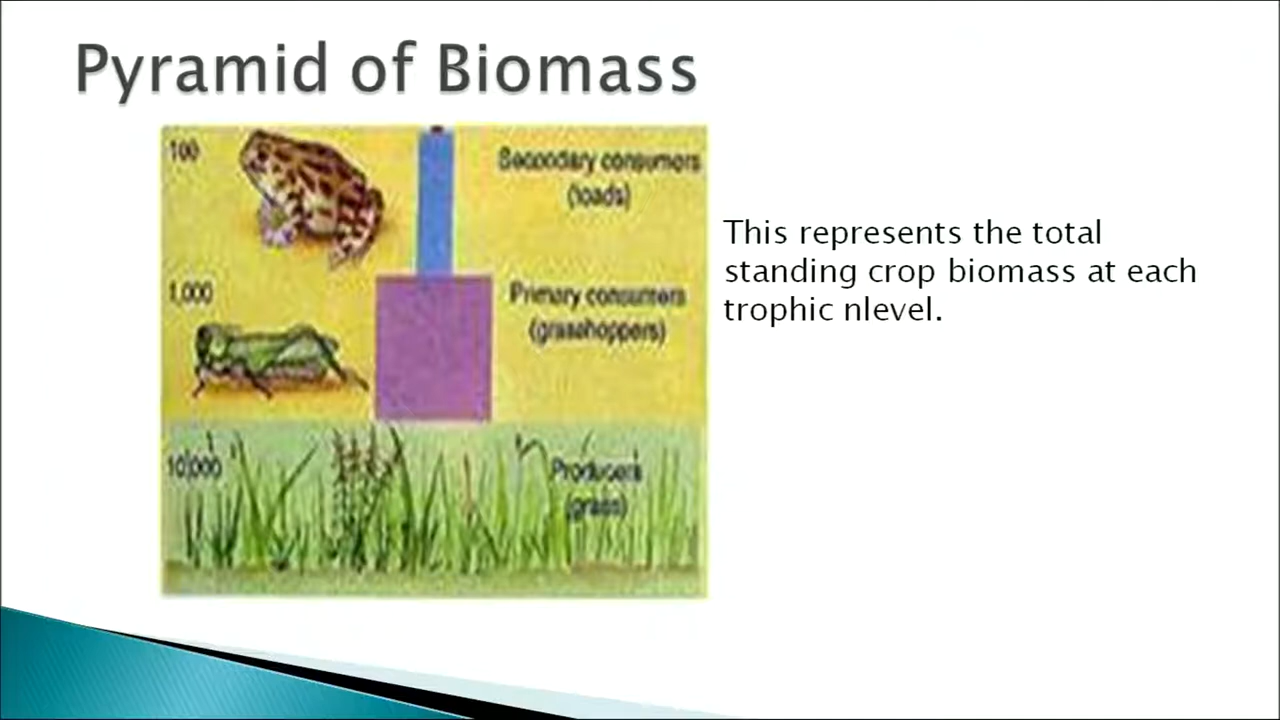 Pyramid of Biomass
100
Secondary consumers
(toads)
This represents the total
standing crop biomass at each
trophic nlevel.
1,000
Primary consumers
(grasshoppers)
10,000
Producers
(grass)